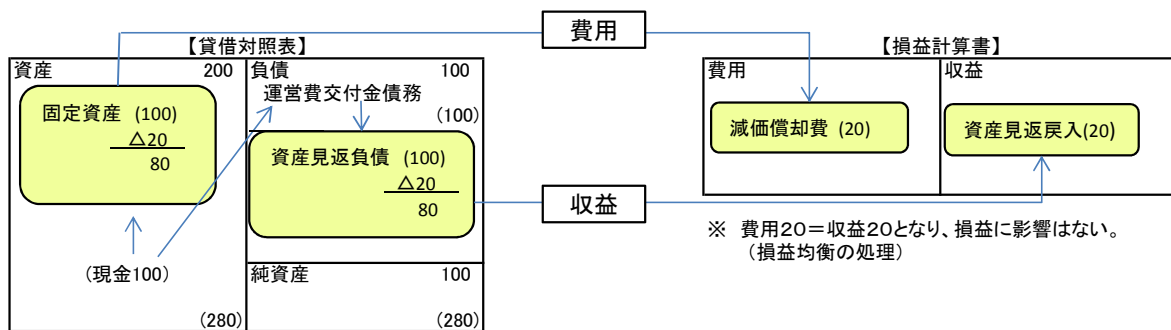 費用
【貸借対照表】
【損益計算書】
資産 200
負債 100
運営費交付金債務
(100)
固定資産 (100)
△20
80
資産見返負債 (100)
△20
80
(現金100)
純資産 100
(280)
(280)
収益
費用
収益
減価償却費 (20)
資産見返戻入(20)
※ 費用20=収益20となり、損益に影響はない。
(損益均衡の処理)